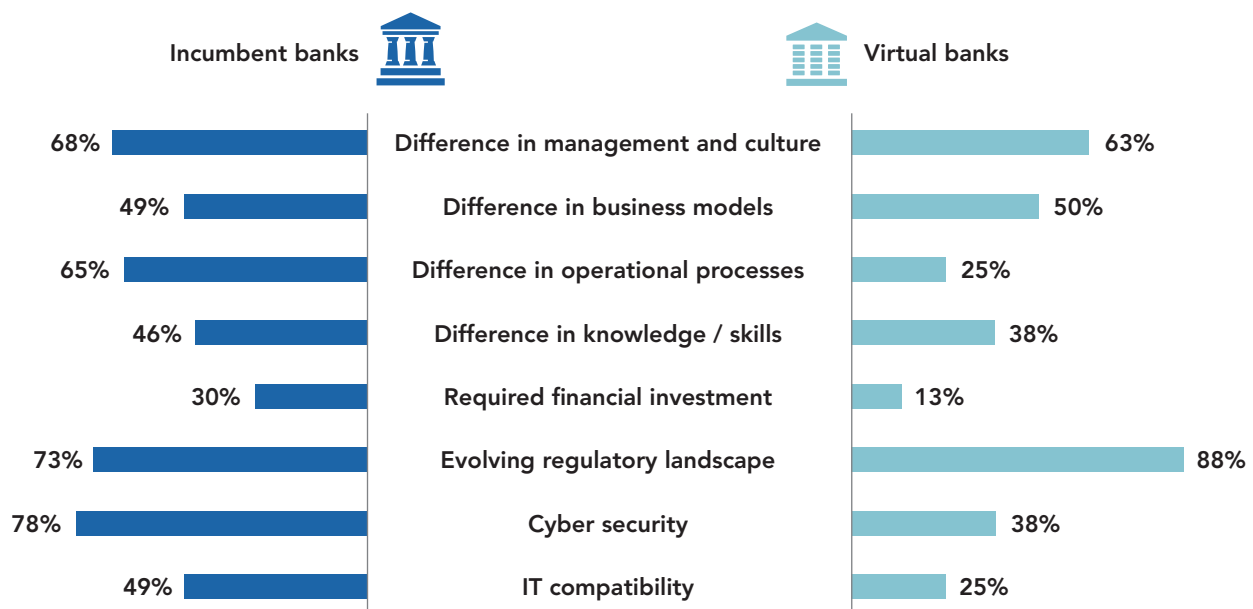 Incumbent banks
Virtual banks
68% Difference in management and culture 63%
49% Difference in business models 50%
65% Difference in operational processes 25%
46% Difference in knowledge / skills 38%
30% Required financial investment 13%
73% Evolving regulatory landscape 88%
78% Cyber security 38%
49% IT compatibility 25%